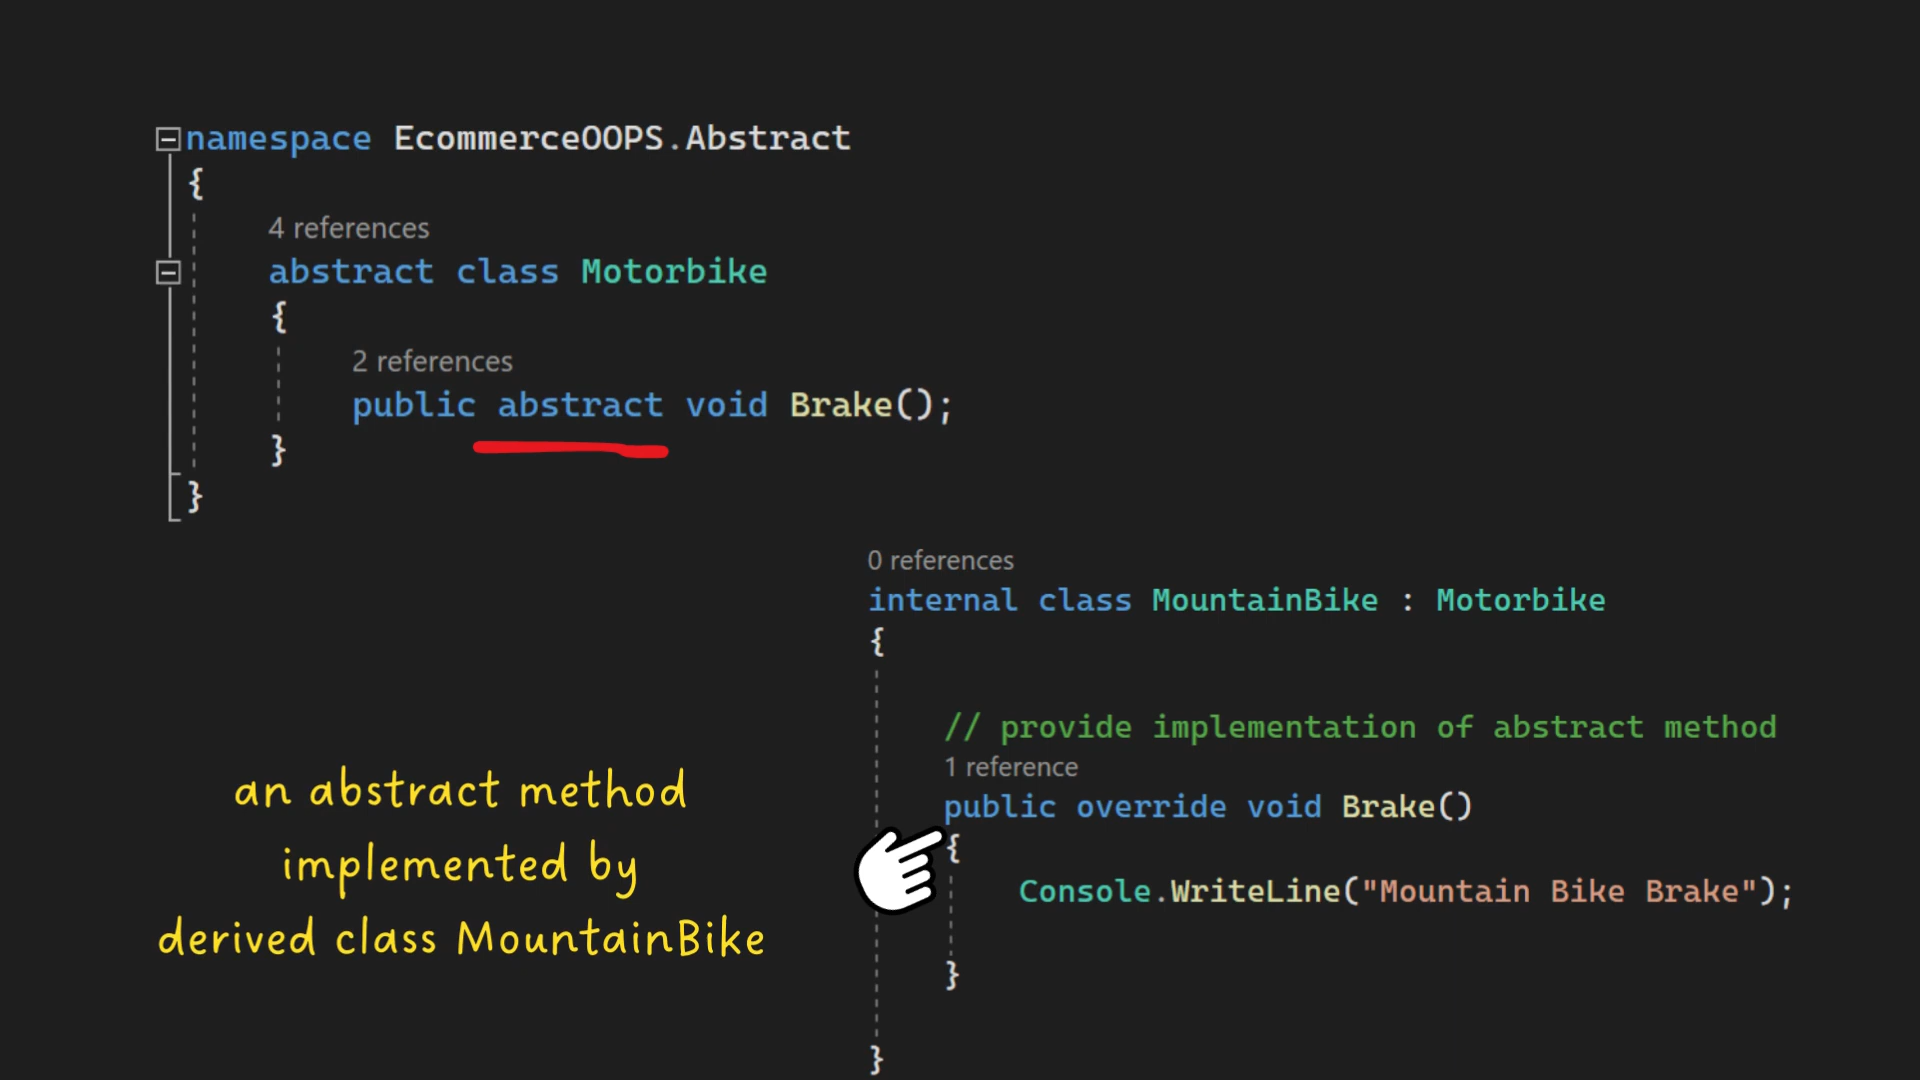 namespace EcommerceOOPS.Abstract
{
4 references
abstract class Motorbike
{
2 references
public abstract void Brake();
}
}
0 references
internal class MountainBike : Motorbike
{
// provide implementation of abstract method
1 reference
public override void Brake()
{
Console.WriteLine("Mountain Bike Brake");
}
}
an abstract method
implemented by
derived class MountainBike